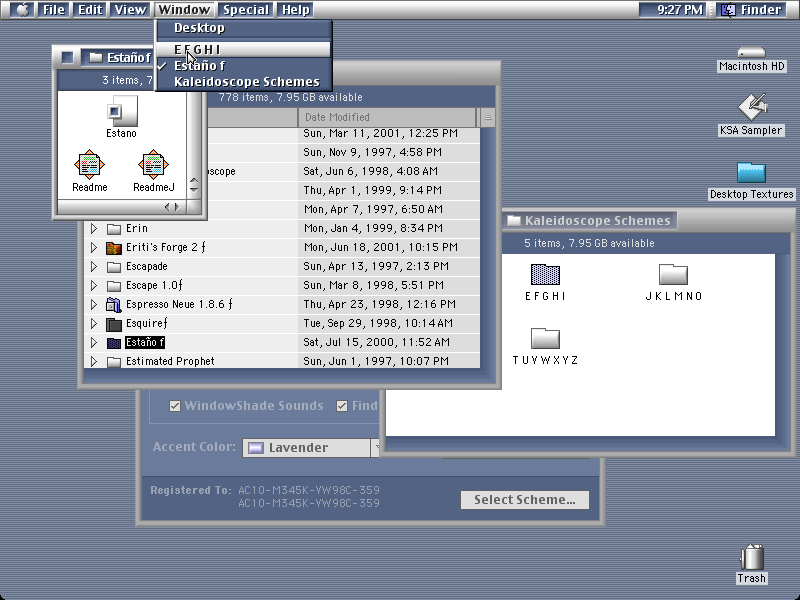 File Edit View Window Special Help 9:27 PM Finder
Desktop
E F G H I
Estaño f
Kaleidoscope Schemes
Estaño f
3 items, 7
Estano
Readme ReadmeJ
778 items, 7.95 GB available
Date Modified
Sun, Mar 11, 2001, 12:25 PM
Sun, Nov 9, 1997, 4:58 PM
oscope Sat, Jun 6, 1998, 4:08 AM
Thu, Apr 1, 1999, 9:14 PM
Mon, Apr 7, 1997, 6:50 AM
Erin Mon, Jan 4, 1999, 8:34 PM
Eriti's Forge 2 ƒ Mon, Jun 18, 2001, 10:15 PM
Escapade Sun, Apr 13, 1997, 2:13 PM
Escape 1.0ƒ Sun, Mar 8, 1998, 5:51 PM
Espresso Neue 1.8.6 ƒ Thu, Apr 23, 1998, 12:16 PM
Esquireƒ Tue, Sep 29, 1998, 10:14 AM
Estaño f Sat, Jul 15, 2000, 11:52 AM
Estimated Prophet Sun, Jun 1, 1997, 10:07 PM
Macintosh HD
KSA Sampler
Desktop Textures
Kaleidoscope Schemes
5 items, 7.95 GB available
E F G H I J K L M N O
T U V W X Y Z
WindowShade Sounds Find
Accent Color: Lavender
Registered To: AC10-M345K-YW98C-359
AC10-M345K-YW98C-359
Select Scheme...
Trash